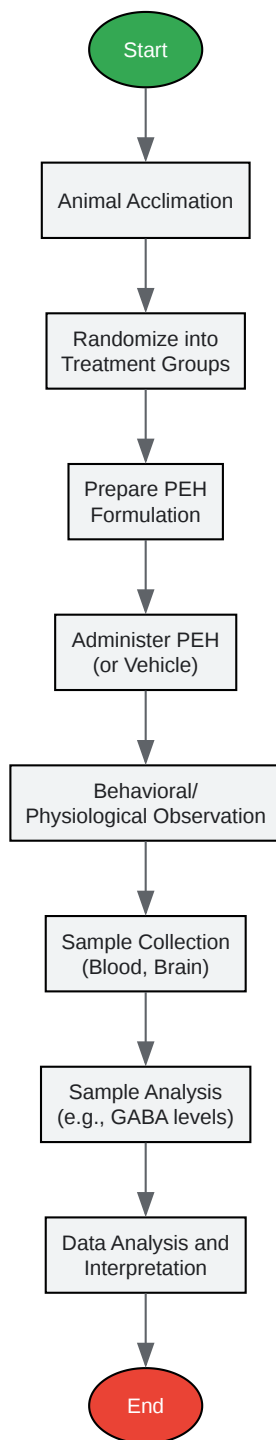 Start
Animal Acclimation
Randomize into
Treatment Groups
Prepare PEH
Formulation
Administer PEH
(or Vehicle)
Behavioral/
Physiological Observation
Sample Collection
(Blood, Brain)
Sample Analysis
(e.g., GABA levels)
Data Analysis and
Interpretation
End